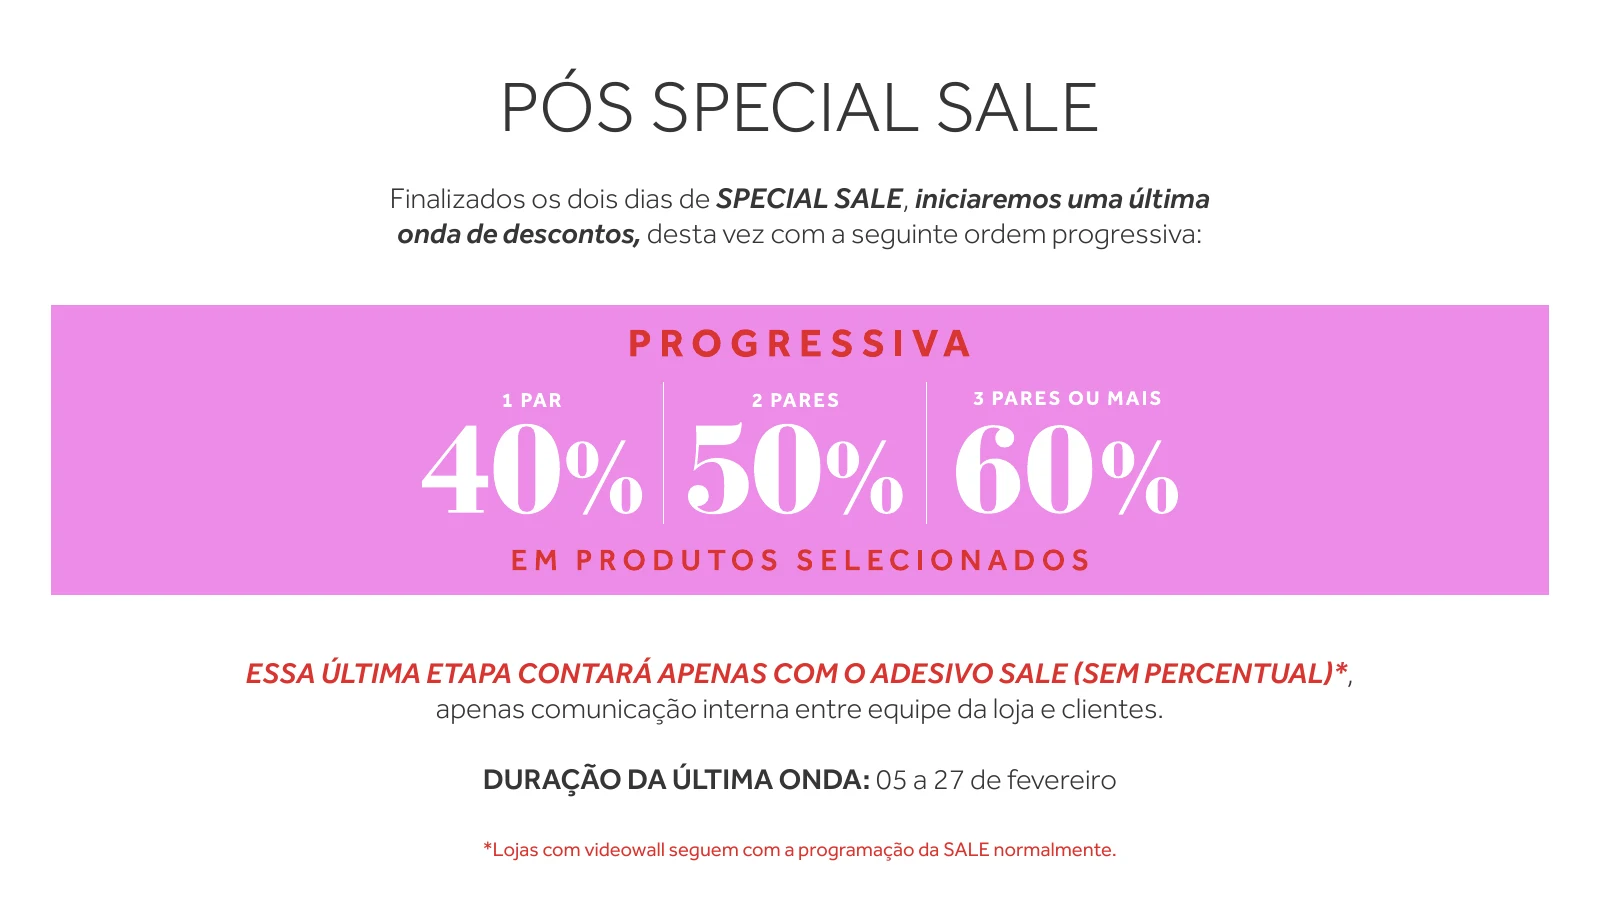 PÓS SPECIAL SALE
Finalizados os dois dias de SPECIAL SALE, iniciaremos uma última
onda de descontos, desta vez com a seguinte ordem progressiva:
PROGRESSIVA
1 PAR
40%
2 PARES
50%
3 PARES OU MAIS
60%
EM PRODUTOS SELECIONADOS
ESSA ÚLTIMA ETAPA CONTARÁ APENAS COM O ADESIVO SALE (SEM PERCENTUAL)*,
apenas comunicação interna entre equipe da loja e clientes.
DURAÇÃO DA ÚLTIMA ONDA: 05 a 27 de fevereiro
*Lojas com videowall seguem com a programação da SALE normalmente.